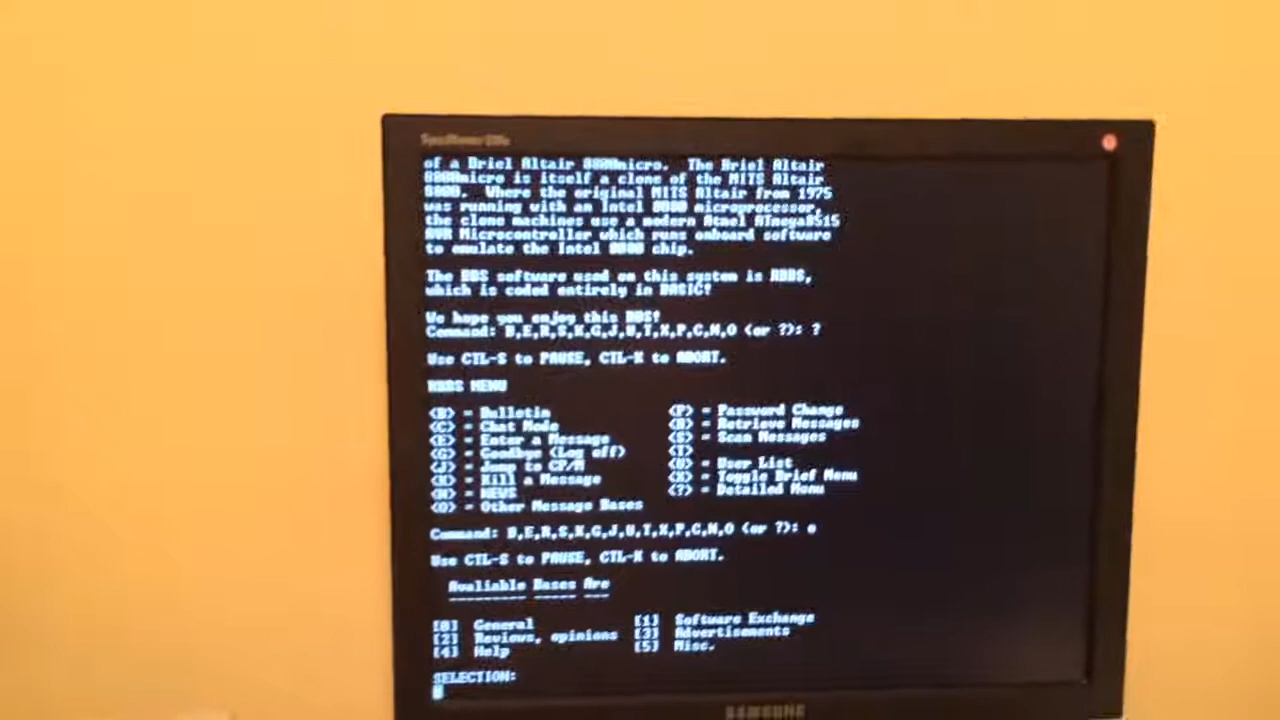 of a Briel Altair 8800micro. The Briel Altair
8800micro is itself a clone of the MITS Altair
8800. Where the original MITS Altair from 1975
was running with an Intel 8080 microprocessor,
the clone machines use a modern Atmel ATmega8515
AVR Microcontroller which runs onboard software
to emulate the Intel 8080 chip.
The BBS software used on this system is RBBS,
which is coded entirely in BASIC!
We hope you enjoy this BBS!
Command: B,E,R,S,K,G,J,U,T,X,P,C,N,O (or ?): ?
Use CTL-S to PAUSE, CTL-K to ABORT.
RBBS MENU
<B> = Bulletin <P> = Password Change
<C> = Chat Mode <R> = Retrieve Messages
<E> = Enter a Message <S> = Scan Messages
<G> = Goodbye (Log off) <T>
<J> = Jump to CP/M <U> = User List
<K> = Kill a Message <X> = Toggle Brief Menu
<N> = NEWS <?> = Detailed Menu
<O> = Other Message Bases
Command: B,E,R,S,K,G,J,U,T,X,P,C,N,O (or ?): o
Use CTL-S to PAUSE, CTL-K to ABORT.
Avaliable Bases Are
--------- ----- ---
[0] General [1] Software Exchange
[2] Reviews, opinions [3] Advertisements
[4] Help [5] Misc.
SELECTION:
SAMSUNG